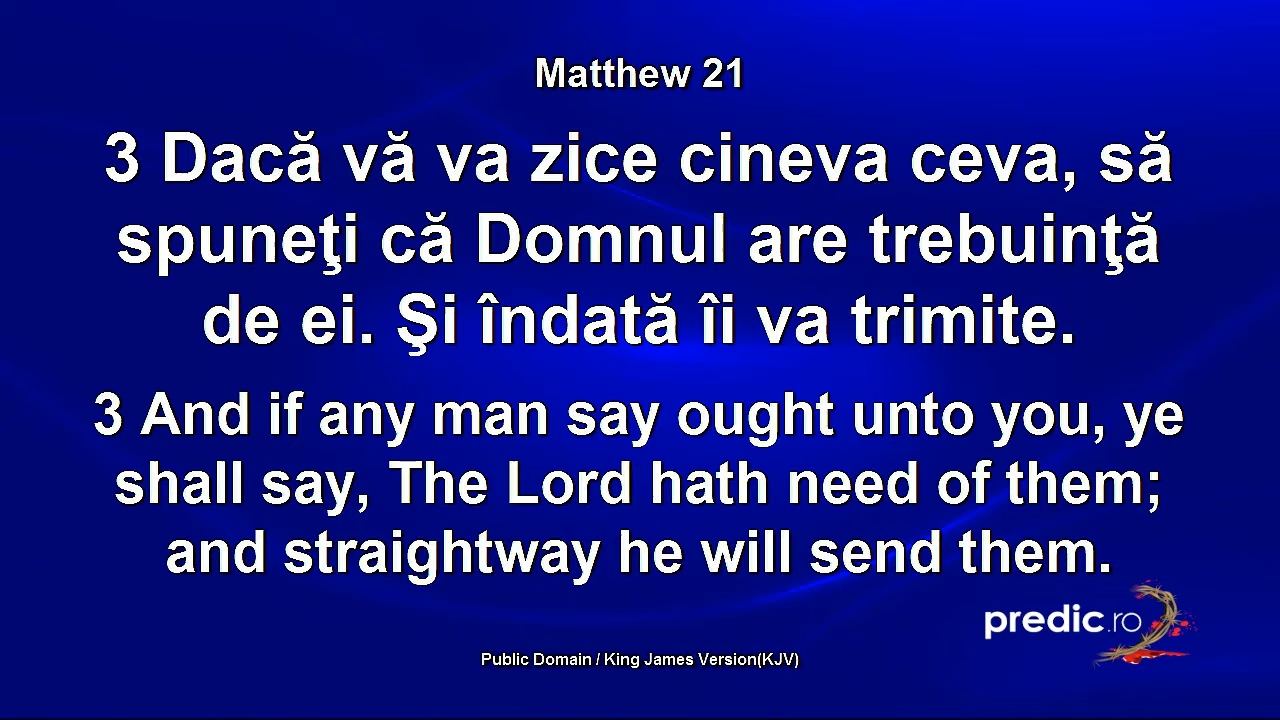 Matthew 21
3 Dacă vă va zice cineva ceva, să
spuneţi că Domnul are trebuinţă
de ei. Şi îndată îi va trimite.
3 And if any man say ought unto you, ye
shall say, The Lord hath need of them;
and straightway he will send them.
predic.ro
Public Domain / King James Version(KJV)